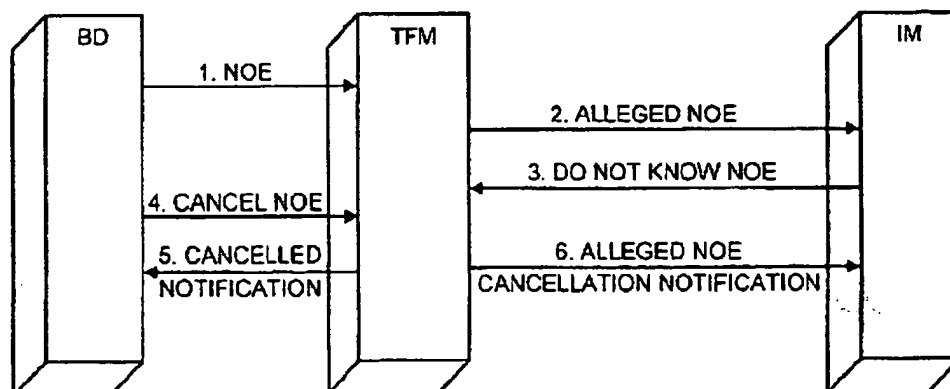 BD
TFM
IM
1. NOE
2. ALLEGED NOE
3. DO NOT KNOW NOE
4. CANCEL NOE
5. CANCELLED
NOTIFICATION
6. ALLEGED NOE
CANCELLATION NOTIFICATION